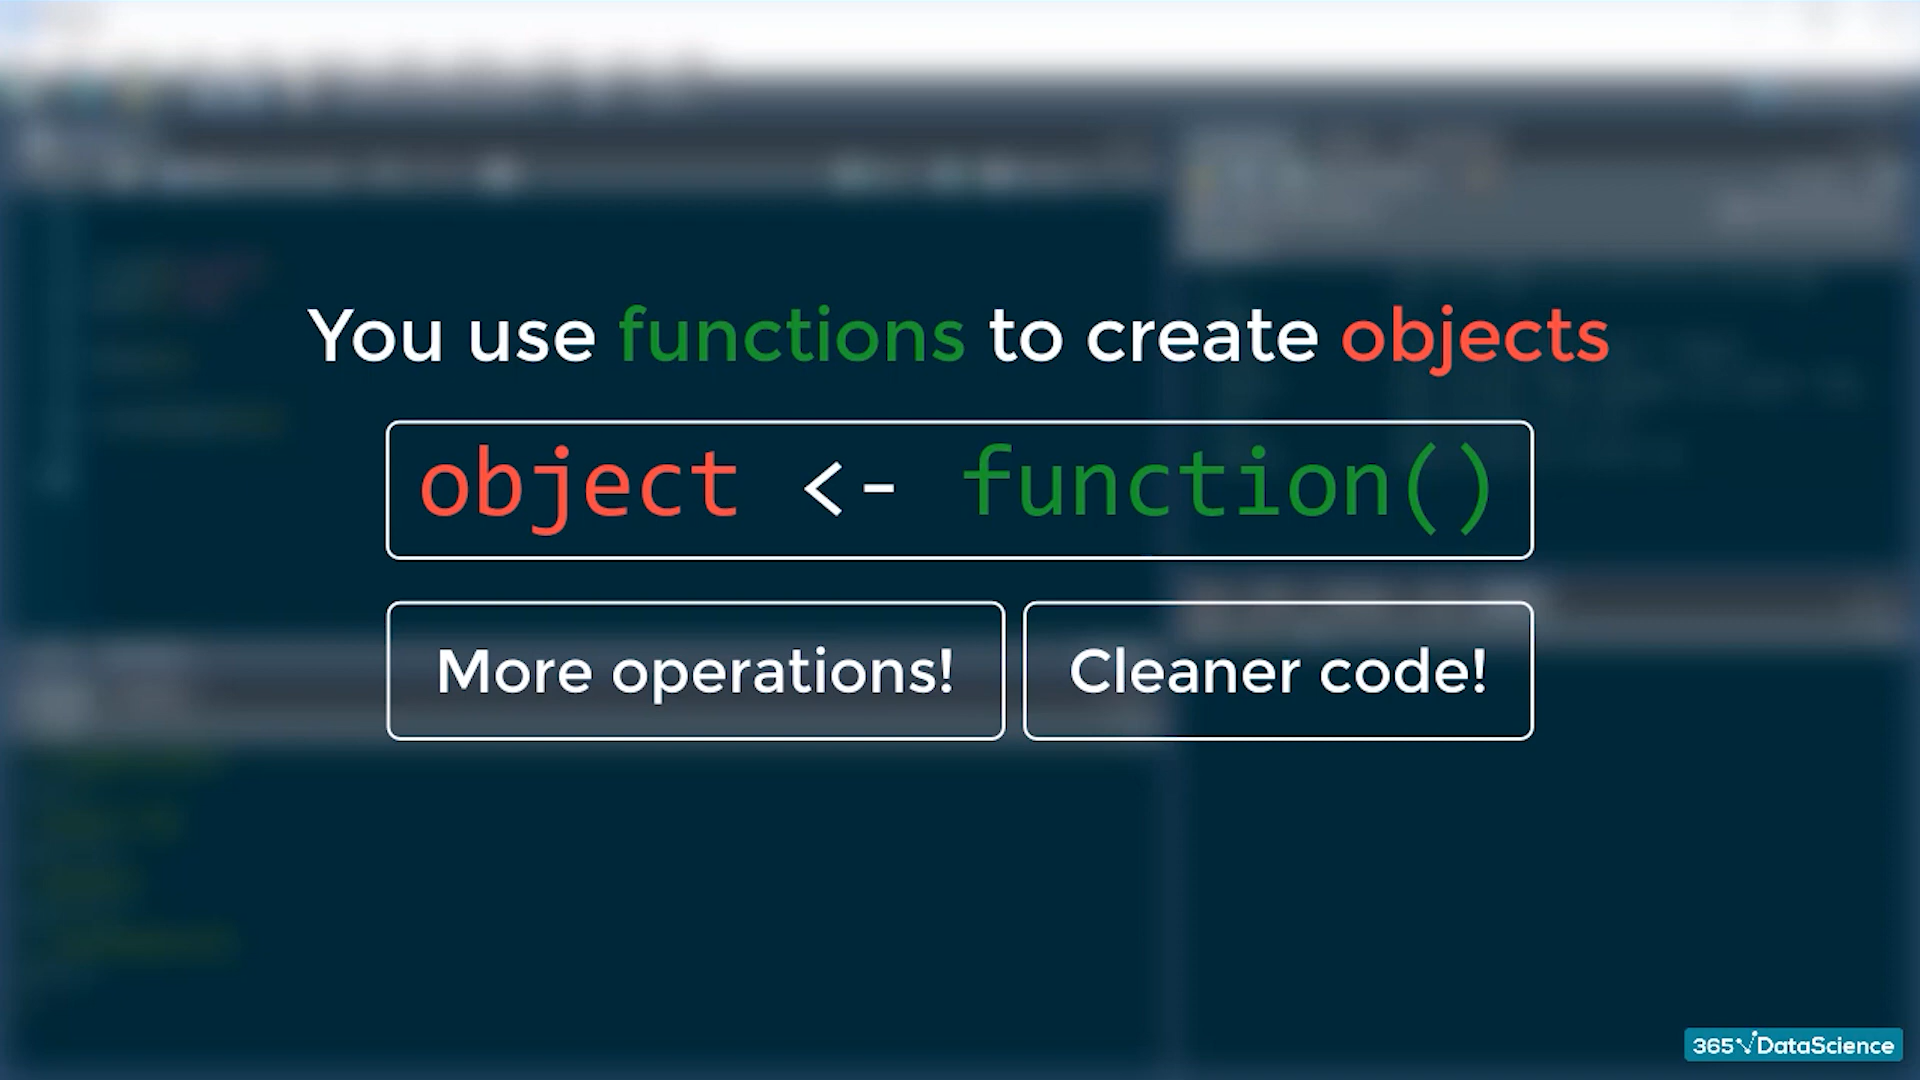 You use functions to create objects
object <- function()
More operations!
Cleaner code!
365 DataScience